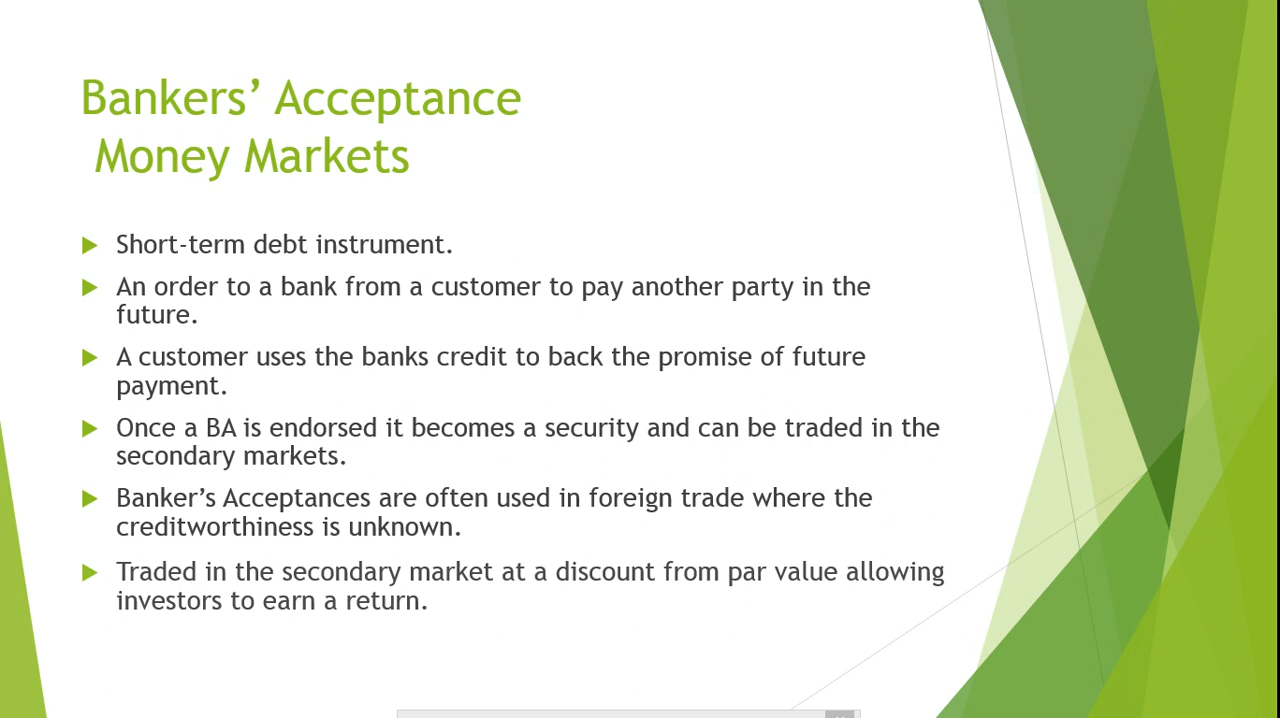 Bankers’ Acceptance
Money Markets
Short-term debt instrument.
An order to a bank from a customer to pay another party in the
future.
A customer uses the banks credit to back the promise of future
payment.
Once a BA is endorsed it becomes a security and can be traded in the
secondary markets.
Banker’s Acceptances are often used in foreign trade where the
creditworthiness is unknown.
Traded in the secondary market at a discount from par value allowing
investors to earn a return.